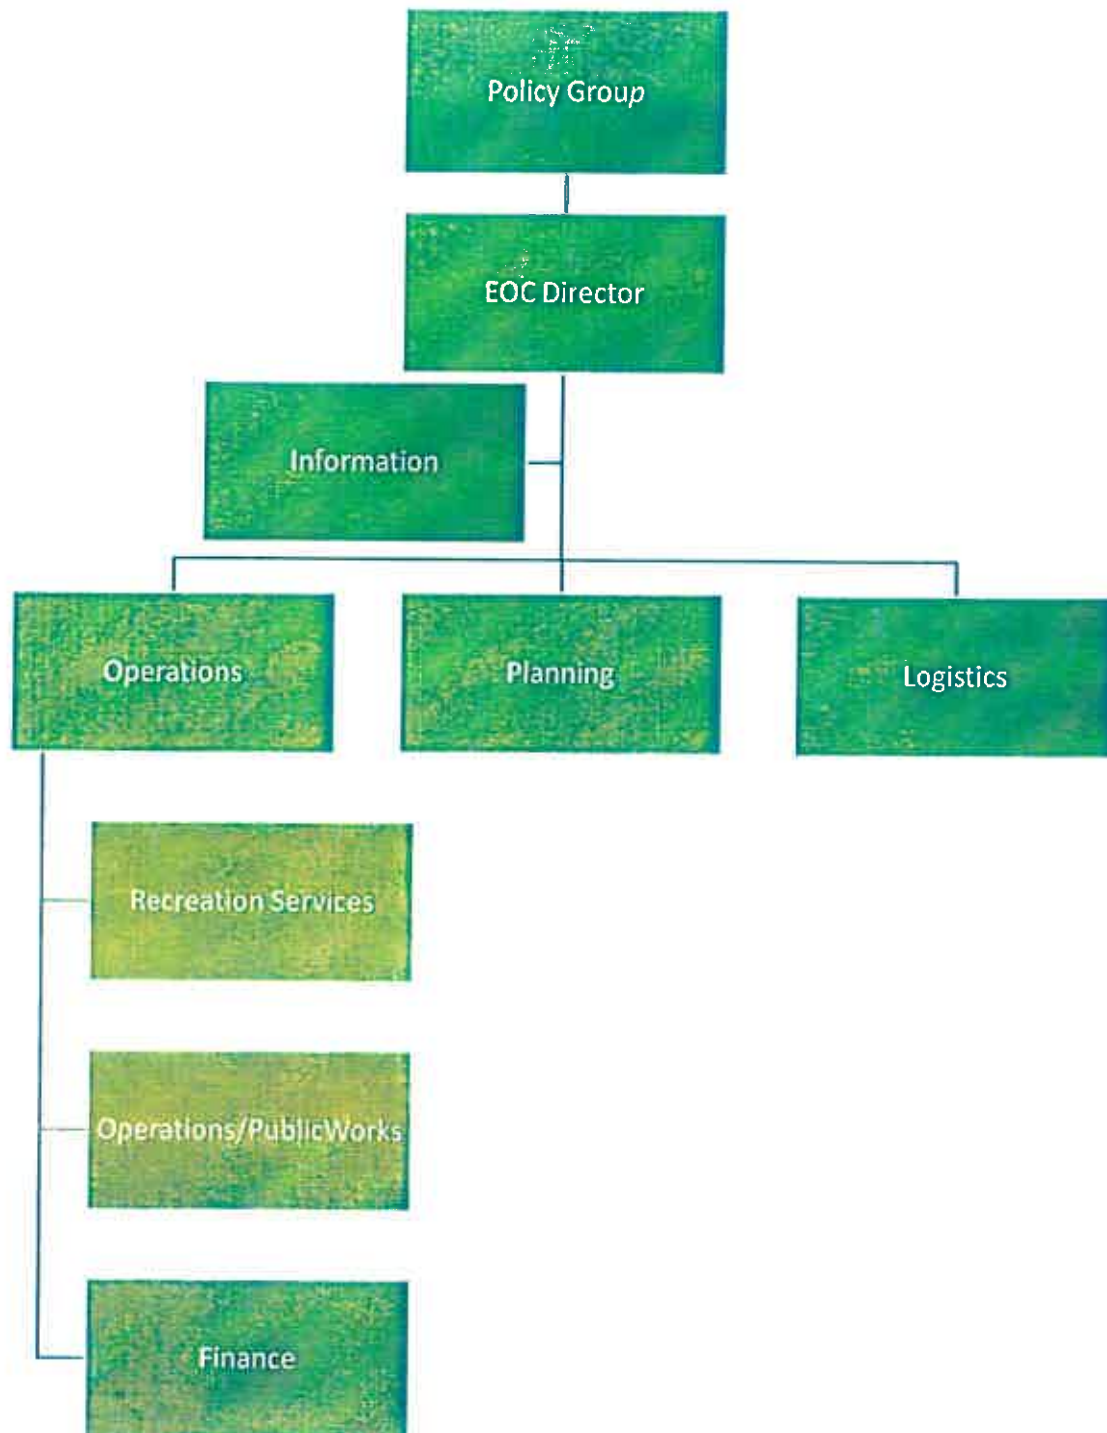 Policy Group
EOC Director
Information
Operations
Planning
Logistics
Recreation Services
Operations/PublicWorks
Finance